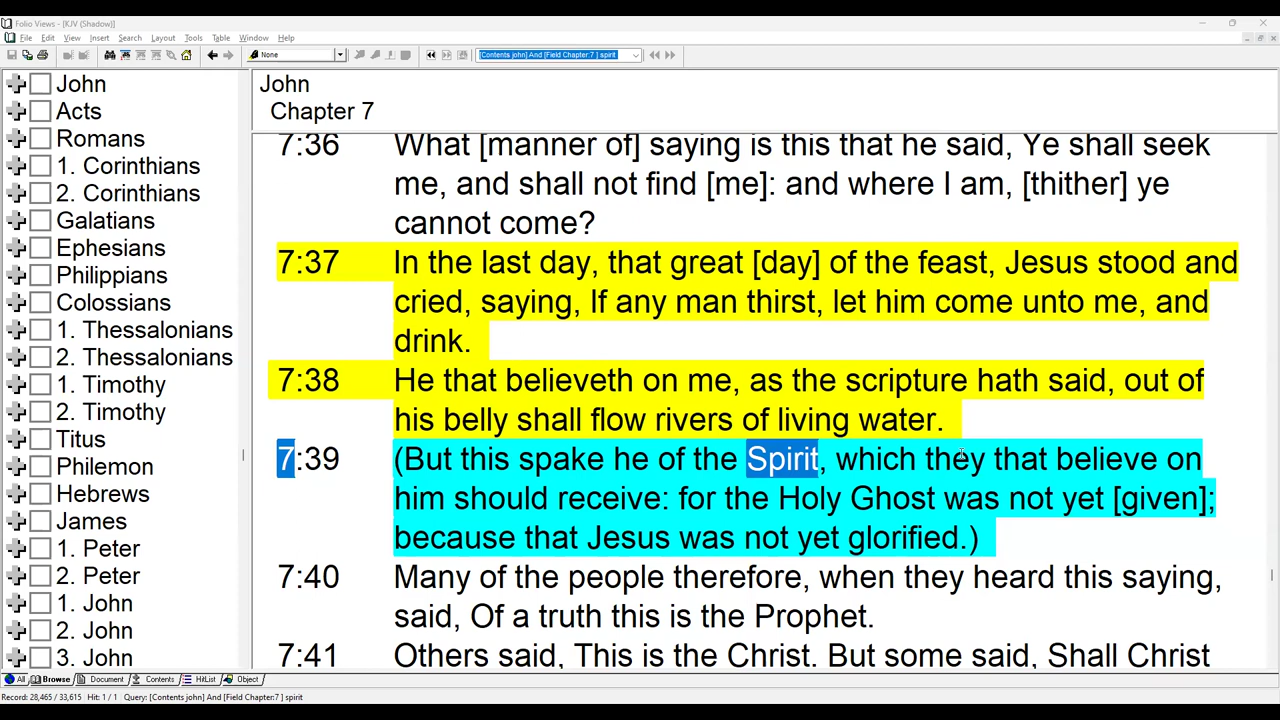 Folio Views - [KJV (Shadow)]
File Edit View Insert Search Layout Tools Table Window Help
None
[Contents john] And [Field Chapter:7 ] spirit
John
Acts
Romans
1. Corinthians
2. Corinthians
Galatians
Ephesians
Philippians
Colossians
1. Thessalonians
2. Thessalonians
1. Timothy
2. Timothy
Titus
Philemon
Hebrews
James
1. Peter
2. Peter
1. John
2. John
3. John
John
Chapter 7
7:36 What [manner of] saying is this that he said, Ye shall seek
me, and shall not find [me]: and where I am, [thither] ye
cannot come?
7:37 In the last day, that great [day] of the feast, Jesus stood and
cried, saying, If any man thirst, let him come unto me, and
drink.
7:38 He that believeth on me, as the scripture hath said, out of
his belly shall flow rivers of living water.
7:39 (But this spake he of the Spirit, which they that believe on
him should receive: for the Holy Ghost was not yet [given];
because that Jesus was not yet glorified.)
7:40 Many of the people therefore, when they heard this saying,
said, Of a truth this is the Prophet.
7:41 Others said, This is the Christ. But some said, Shall Christ
All Browse Document Contents HitList Object
Record: 28,465 / 33,615 Hit: 1 / 1 Query: [Contents john] And [Field Chapter:7 ] spirit